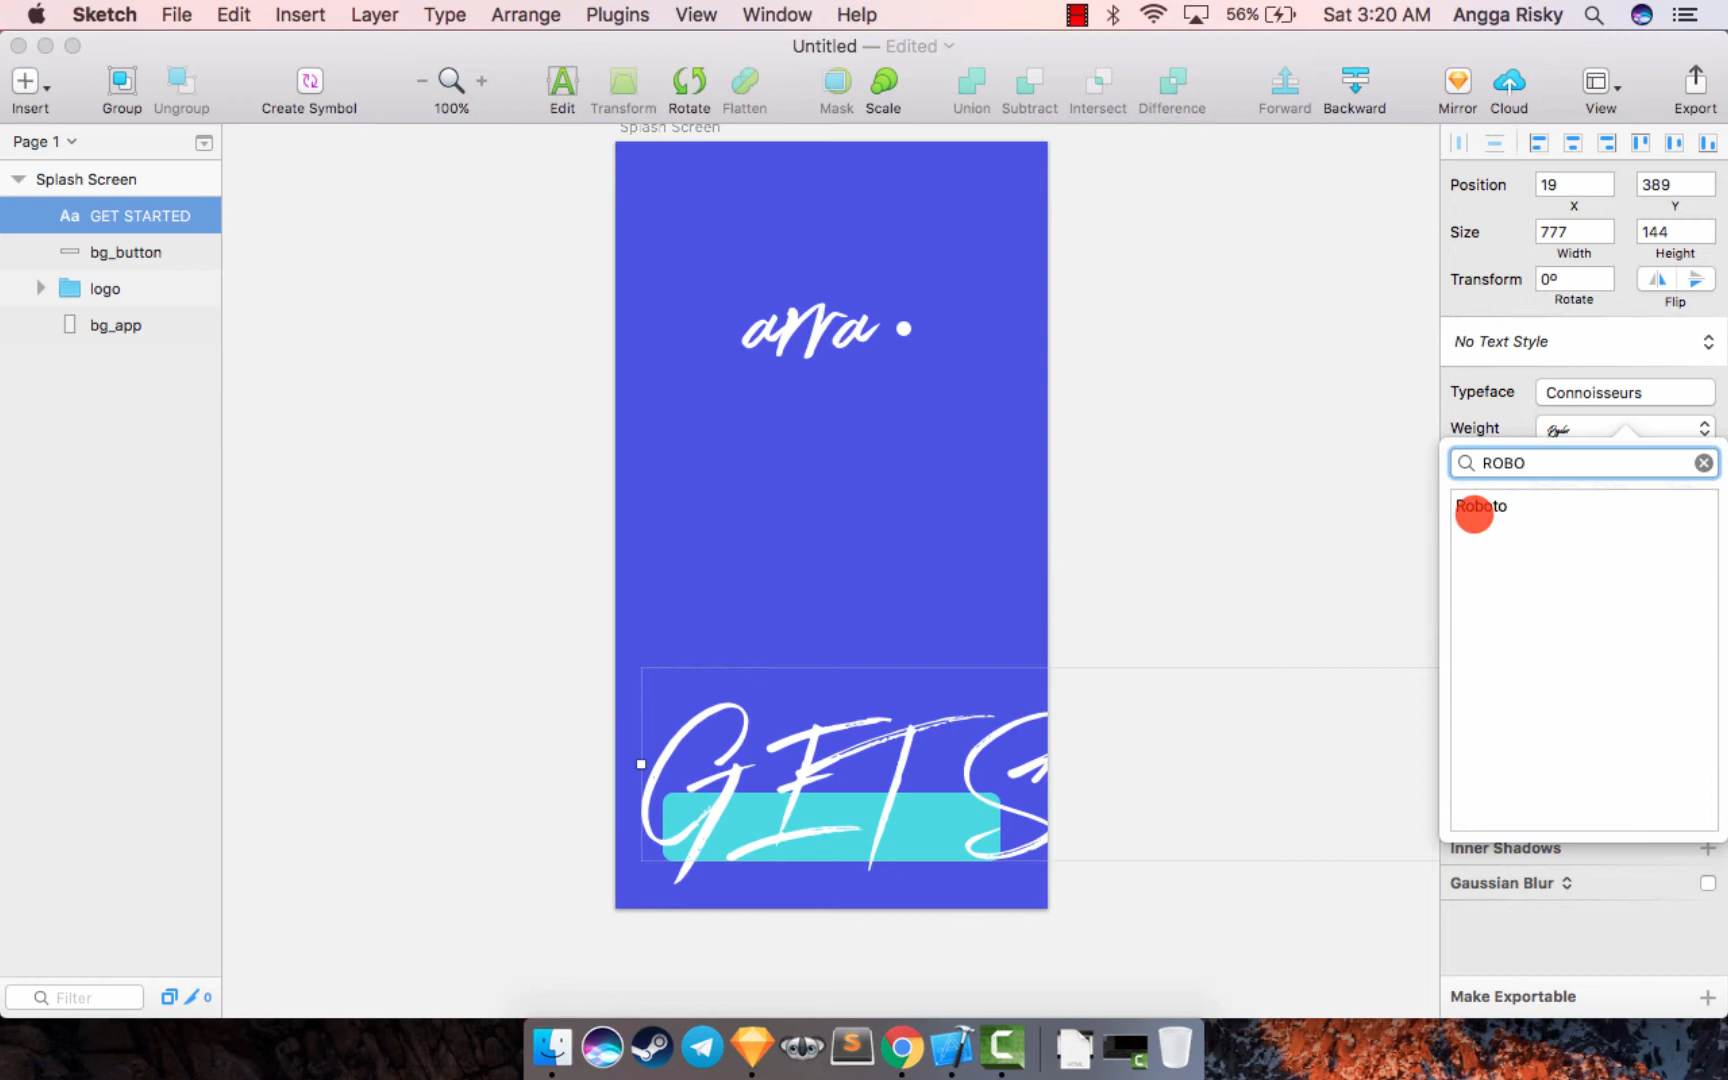 Sketch File Edit Insert Layer Type Arrange Plugins View Window Help 56% Sat 3:20 AM Angga Risky
Untitled — Edited
Insert Group Ungroup Create Symbol 100% Edit Transform Rotate Flatten Mask Scale Union Subtract Intersect Difference Forward Backward Mirror Cloud View Export
Page 1
Splash Screen
Aa GET STARTED
bg_button
logo
bg_app
Filter
0
Splash Screen
arra
GET S
Position 19 389
X Y
Size 777 144
Width Height
Transform 0º
Rotate Flip
No Text Style
Typeface Connoisseurs
Weight
ROBO
Roboto
Inner Shadows
Gaussian Blur
Make Exportable
S
C
HTML
C